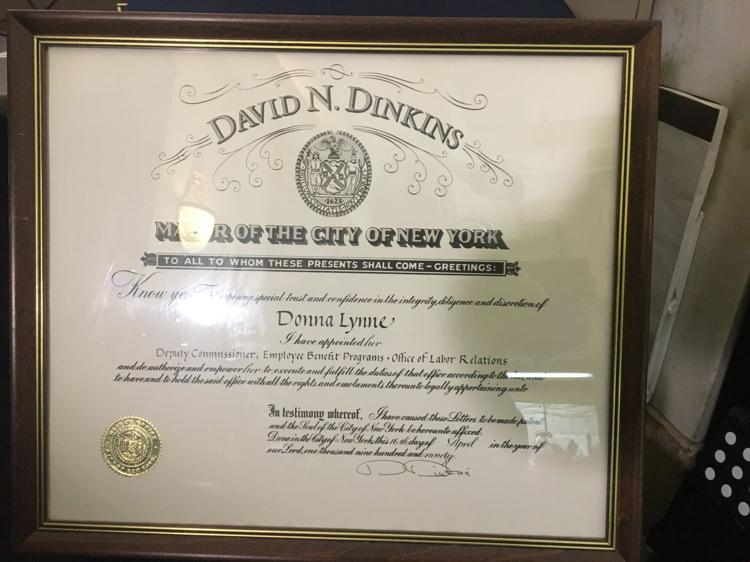 DAVID N. DINKINS
1625
MAYOR OF THE CITY OF NEW YORK
TO ALL TO WHOM THESE PRESENTS SHALL COME – GREETINGS:
Know ye, special trust and confidence in the integrity, diligence and discretion of
Donna Lynne
I have appointed her
Deputy Commissioner, Employee Benefit Programs • Office of Labor Relations
and do authorize and empower her to execute and fulfill the duties of that office according to the
to have and to hold the said office with all the rights and emoluments thereunto legally appertaining unto
In testimony whereof, I have caused these Letters to be made patent
and the Seal of the City of New York be hereunto affixed.
Done in the City of New York, this 16th day of April in the year of
our Lord, one thousand nine hundred and ninety.